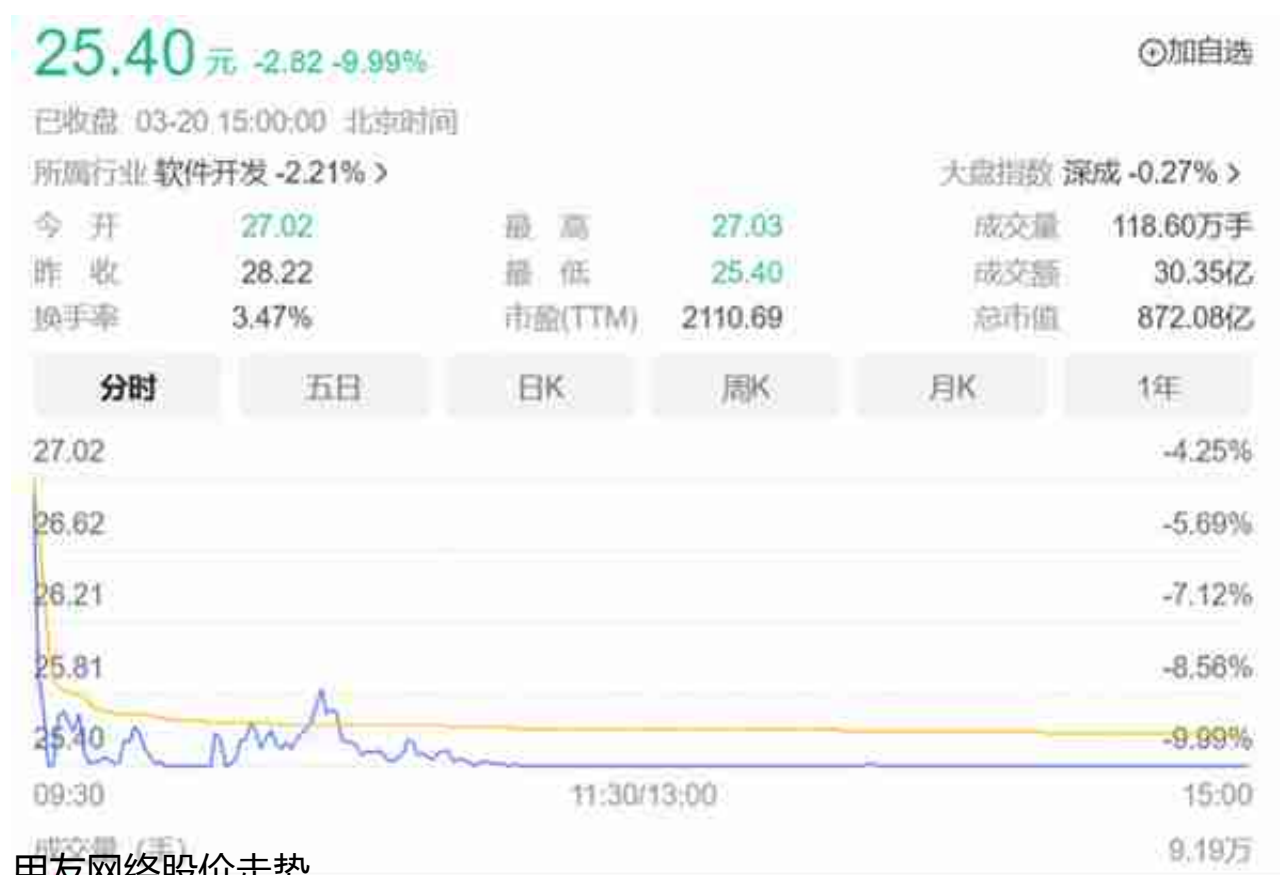 25.40 元 -2.82 -9.99% 加自选
已收盘 03-20 15:00:00 北京时间
所属行业 软件开发 -2.21% > 大盘指数 深成 -0.27% >
今 开 27.02 最 高 27.03 成交量 118.60万手
昨 收 28.22 最 低 25.40 成交额 30.35亿
换手率 3.47% 市盈(TTM) 2110.69 总市值 872.08亿
分时 五日 日K 周K 月K 1年
27.02 -4.25%
26.62 -5.69%
26.21 -7.12%
25.81 -8.56%
25.40 -9.99%
09:30 11:30/13:00 15:00
成交量 (手) 9.19万
用友网络股价走势